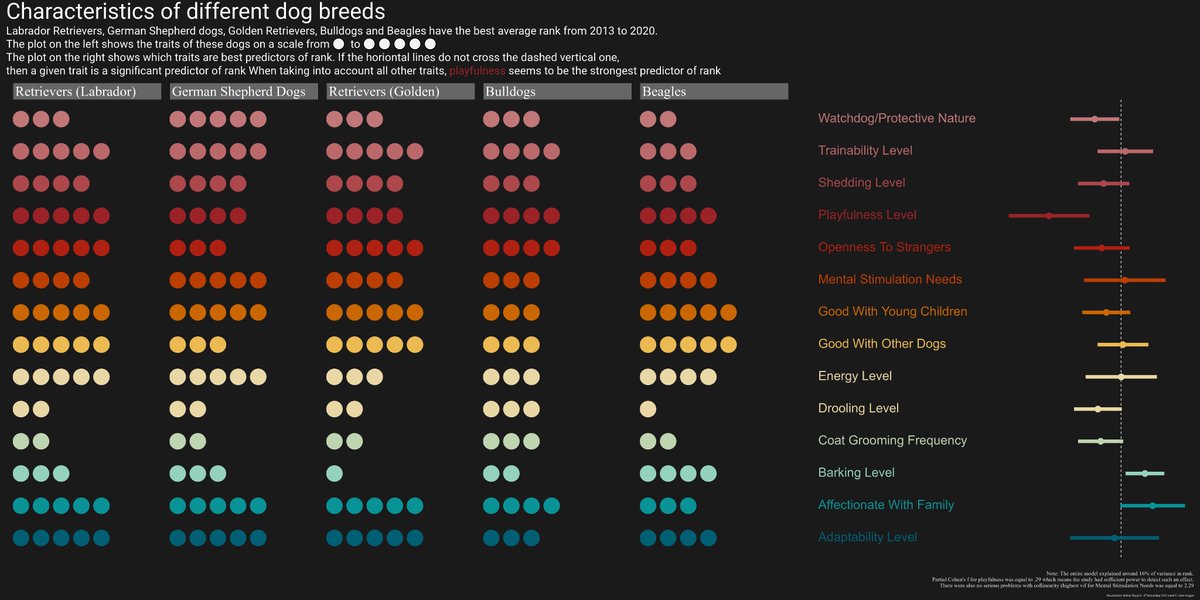 Characteristics of different dog breeds
Labrador Retrievers, German Shepherd dogs, Golden Retrievers, Bulldogs and Beagles have the best average rank from 2013 to 2020.
The plot on the left shows the traits of these dogs on a scale from to
The plot on the right shows which traits are best predictors of rank. If the horiontal lines do not cross the dashed vertical one,
then a given trait is a significant predictor of rank When taking into account all other traits, playfulness seems to be the strongest predictor of rank
Retrievers (Labrador)
German Shepherd Dogs
Retrievers (Golden)
Bulldogs
Beagles
Watchdog/Protective Nature
Trainability Level
Shedding Level
Playfulness Level
Openness To Strangers
Mental Stimulation Needs
Good With Young Children
Good With Other Dogs
Energy Level
Drooling Level
Coat Grooming Frequency
Barking Level
Affectionate With Family
Adaptability Level
Note: The entire model explained around 16% of variance in rank.
Partial Cohen's f for playfulness was equal to .29 which means the study had sufficient power to detect such an effect.
There were also no serious problems with collinearity (highest vif for Mental Stimulation Needs was equal to 2.29